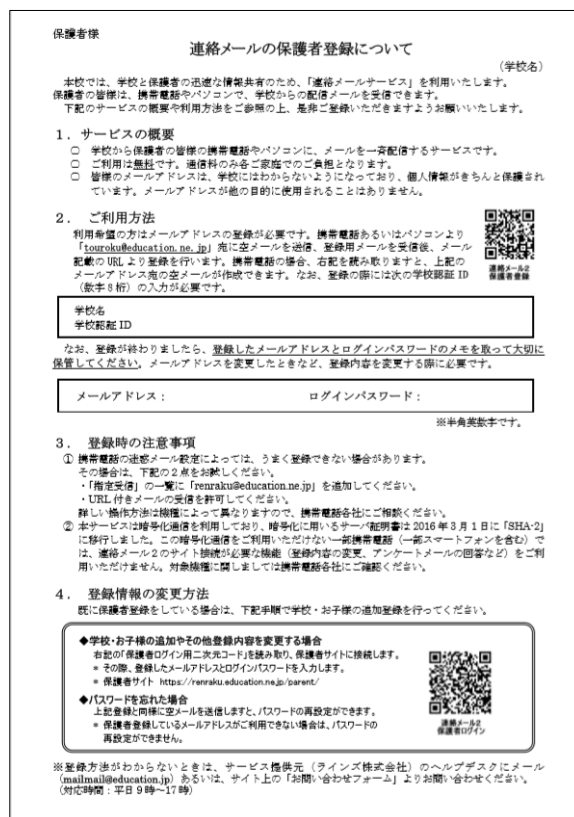 保護者様
連絡メールの保護者登録について
（学校名）
本校では、学校と保護者の迅速な情報共有のため、「連絡メールサービス」を利用いたします。
保護者の皆様は、携帯電話やパソコンで、学校からの配信メールを受信できます。
下記のサービスの概要や利用方法をご参照の上、是非ご登録いただきますようお願いいたします。
１．サービスの概要
○ 学校から保護者の皆様の携帯電話やパソコンに、メールを一斉配信するサービスです。
○ ご利用は無料です。通信料のみ各ご家庭でのご負担となります。
○ 皆様のメールアドレスは、学校にはわからないようになっており、個人情報がきちんと保護され
ています。メールアドレスが他の目的に使用されることはありません。
２．ご利用方法
利用希望の方はメールアドレスの登録が必要です。携帯電話あるいはパソコンより
「touroku@education.ne.jp」宛に空メールを送信、登録用メールを受信後、メール
記載の URL より登録を行います。携帯電話の場合、右記を読み取りますと、上記の
メールアドレス宛の空メールが作成できます。なお、登録の際には次の学校認証 ID
（数字８桁）の入力が必要です。
連絡メール2
保護者登録
学校名
学校認証 ID
なお、登録が終わりましたら、登録したメールアドレスとログインパスワードのメモを取って大切に
保管してください。メールアドレスを変更したときなど、登録内容を変更する際に必要です。
メールアドレス： ログインパスワード：
※半角英数字です。
３．登録時の注意事項
① 携帯電話の迷惑メール設定によっては、うまく登録できない場合があります。
その場合は、下記の２点をお試しください。
・「指定受信」の一覧に「renraku@education.ne.jp」を追加してください。
・URL 付きメールの受信を許可してください。
詳しい操作方法は機種によって異なりますので、携帯電話各社にご相談ください。
② 本サービスは暗号化通信を利用しており、暗号化に用いるサーバ証明書は 2016 年 3 月 1 日に「SHA-2」
に移行しました。この暗号化通信をご利用いただけない一部携帯電話（一部スマートフォンを含む）で
は、連絡メール２のサイト接続が必要な機能（登録内容の変更、アンケートメールの回答など）をご利
用いただけません。対象機種に関しましては携帯電話各社にご確認ください。
４．登録情報の変更方法
既に保護者登録をしている場合は、下記手順で学校・お子様の追加登録を行ってください。
◆学校・お子様の追加やその他登録内容を変更する場合
右記の「保護者ログイン用二次元コード」を読み取り、保護者サイトに接続します。
＊ その際、登録したメールアドレスとログインパスワードを入力します。
＊ 保護者サイト https://renraku.education.ne.jp/parent/
◆パスワードを忘れた場合
上記登録と同様に空メールを送信しますと、パスワードの再設定ができます。
＊ 保護者登録しているメールアドレスがご利用できない場合は、パスワードの
再設定ができません。
連絡メール2
保護者ログイン
※登録方法がわからないときは、サービス提供元（ラインズ株式会社）のヘルプデスクにメール
（mailmail@education.jp）あるいは、サイト上の「お問い合わせフォーム」よりお問い合わせください。
（対応時間：平日９時～17時）